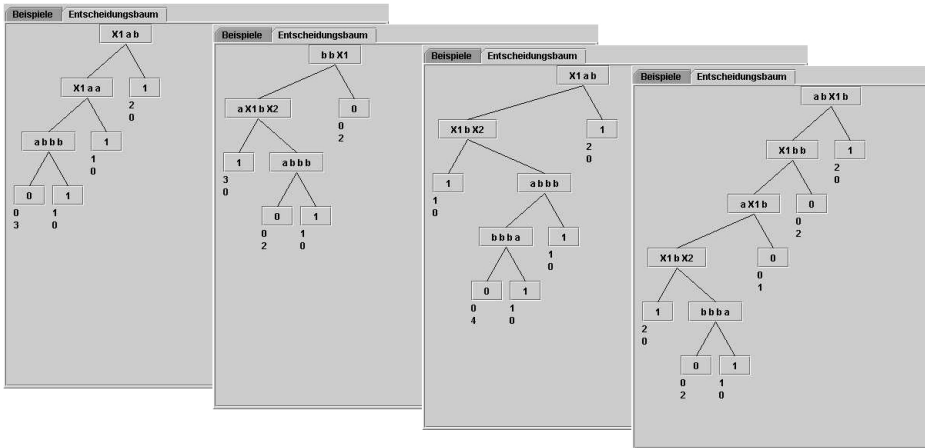 Beispiele Entscheidungsbaum
X1 a b
X1 a a 1
2
0
a b b b 1
1
0
0 1
0 1
3 0
Beispiele Entscheidungsbaum
b b X1
a X1 b X2 0
0
2
1 a b b b
3
0
0 1
0 1
2 0
Beispiele Entscheidungsbaum
X1 a b
X1 b X2 1
2
0
1 a b b b
1
0
b b b a 1
1
0
0 1
0 1
4 0
Beispiele Entscheidungsbaum
a b X1 b
X1 b b 1
2
0
a X1 b 0
0
2
X1 b X2 0
0
1
1 b b b a
2
0
0 1
0 1
2 0